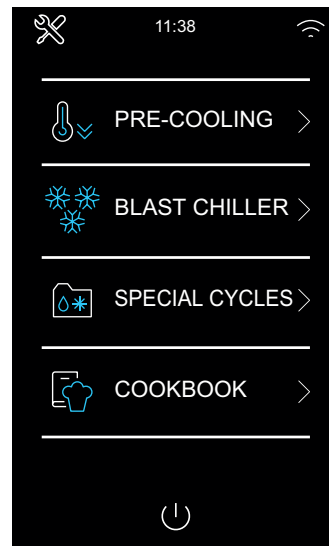 11:38
PRE-COOLING
BLAST CHILLER
SPECIAL CYCLES
COOKBOOK